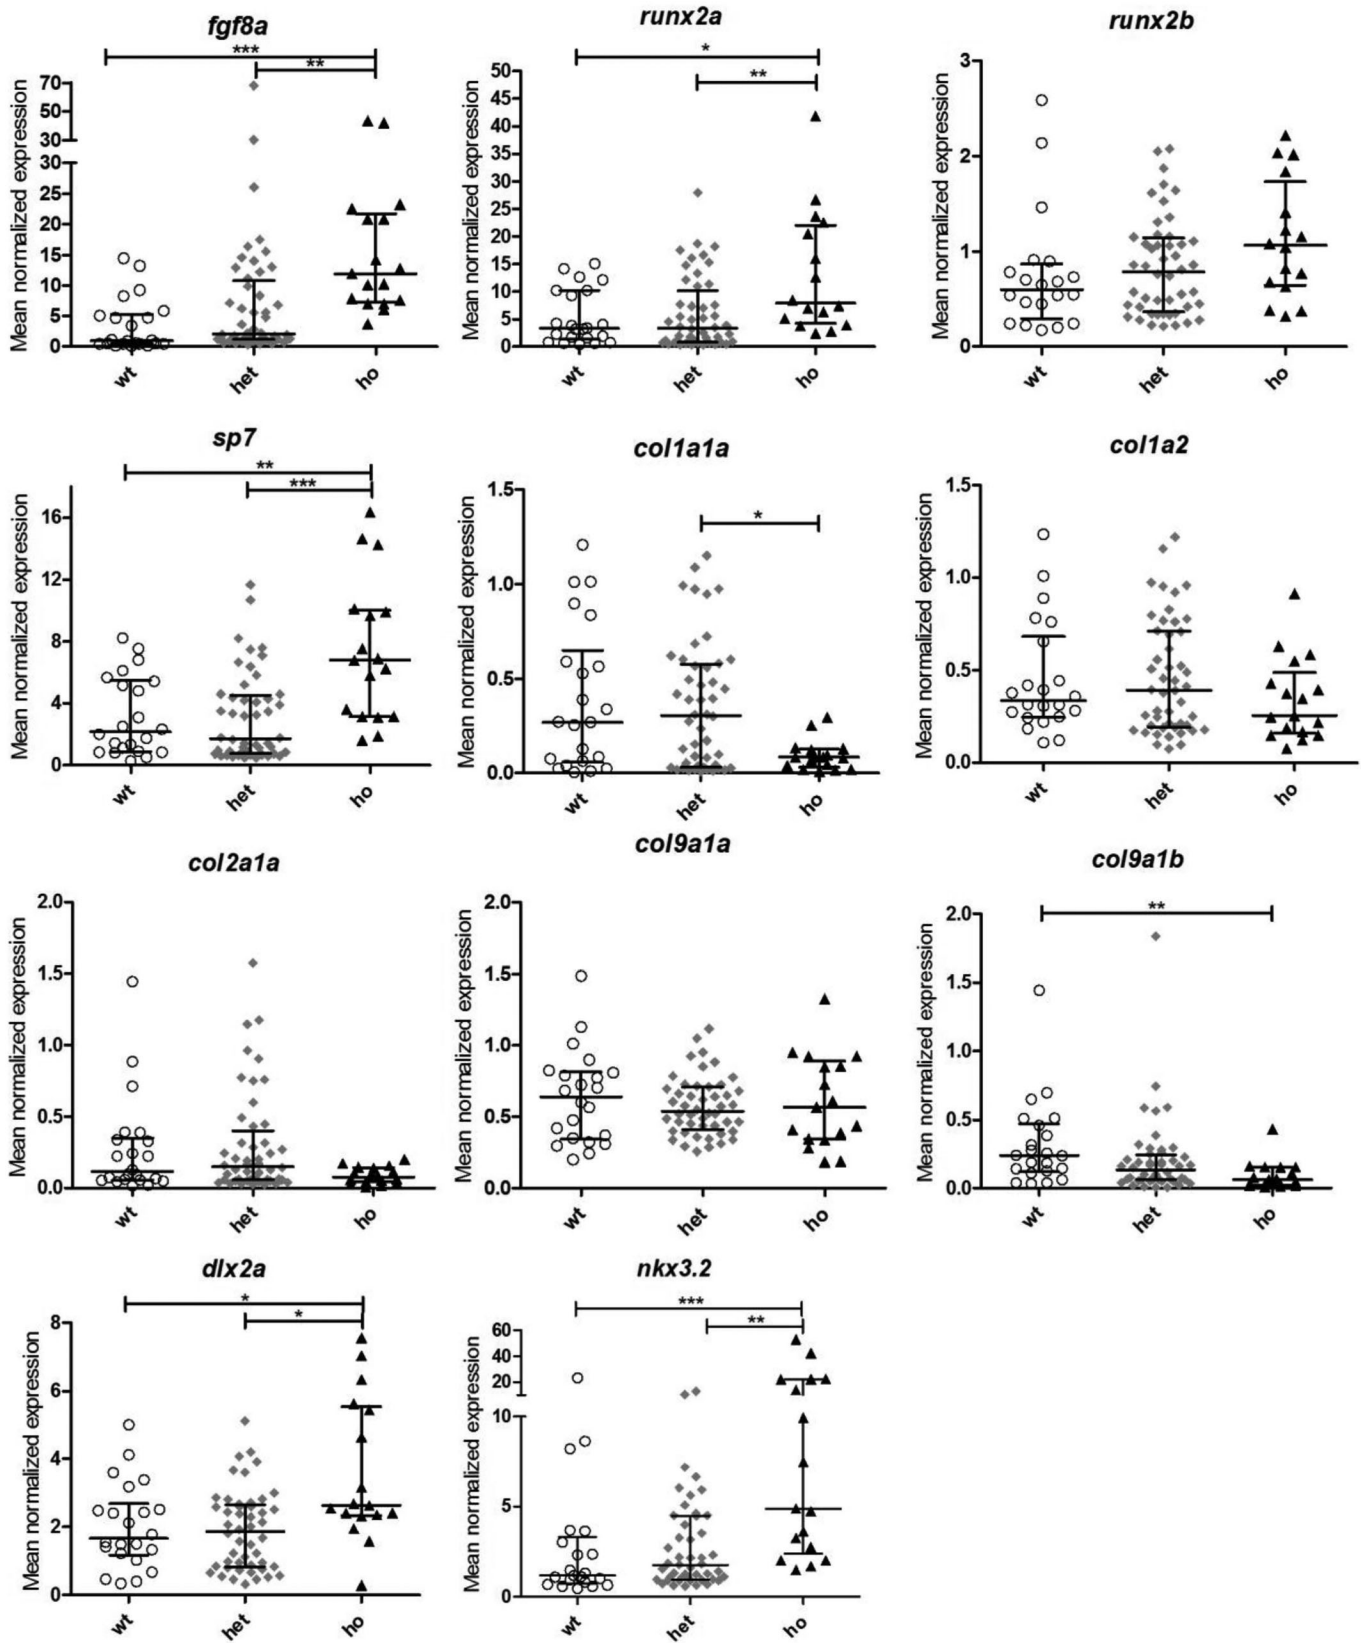 fgf8a
***
**
Mean normalized expression
70
50
30
30
25
20
15
10
5
0
wt
het
ho
runx2a
*
**
Mean normalized expression
50
45
40
35
30
25
20
15
10
5
0
wt
het
ho
runx2b
Mean normalized expression
3
2
1
0
wt
het
ho
sp7
**
***
Mean normalized expression
16
12
8
4
0
wt
het
ho
col1a1a
*
Mean normalized expression
1.5
1.0
0.5
0.0
wt
het
ho
col1a2
Mean normalized expression
1.5
1.0
0.5
0.0
wt
het
ho
col2a1a
Mean normalized expression
2.0
1.5
1.0
0.5
0.0
wt
het
ho
col9a1a
Mean normalized expression
2.0
1.5
1.0
0.5
0.0
wt
het
ho
col9a1b
**
Mean normalized expression
2.0
1.5
1.0
0.5
0.0
wt
het
ho
dlx2a
*
*
Mean normalized expression
8
6
4
2
0
wt
het
ho
nkx3.2
***
**
Mean normalized expression
60
40
20
10
5
0
wt
het
ho